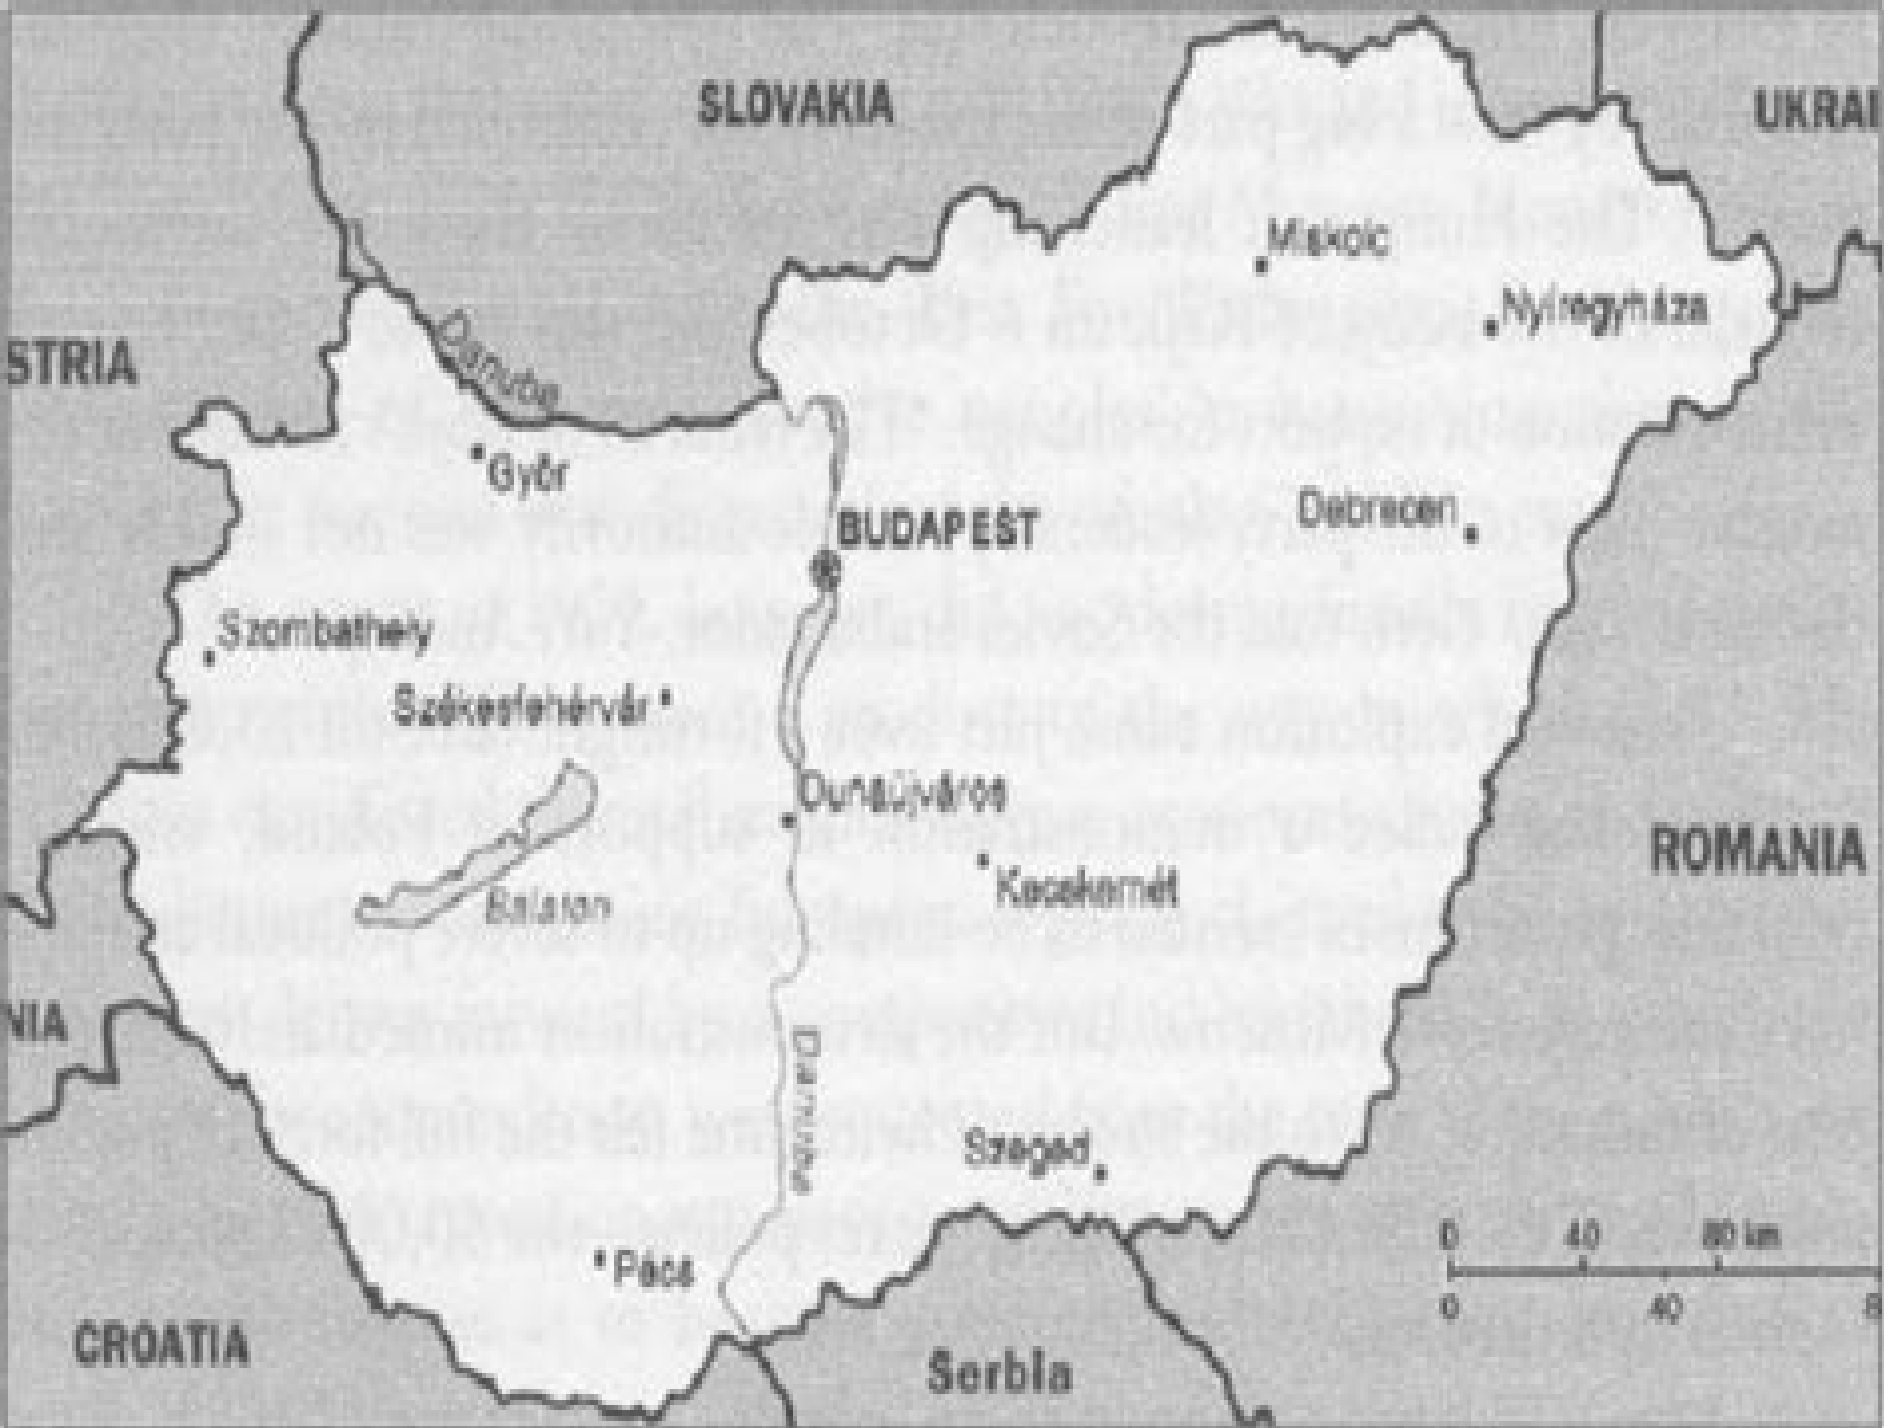 SLOVAKIA
UKRAI
Miskolc
Nyíregyháza
STRIA
Danube
Győr
BUDAPEST
Debrecen
Szombathely
Székesfehérvár
Dunaújváros
ROMANIA
Kecskemét
Balaton
NIA
Danube
Szeged
0 40 80 km
Pécs
0 40 8
CROATIA
Serbia